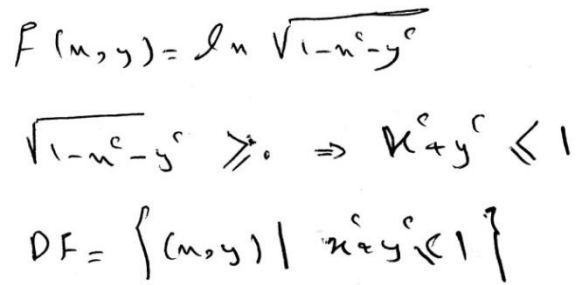 F(x,y) = ln √(1-x²-y²)
√(1-x²)-y² ≥ 0 ⇒ x²+y² ≤ 1
DF = {(x,y) | x²+y² ≤ 1}